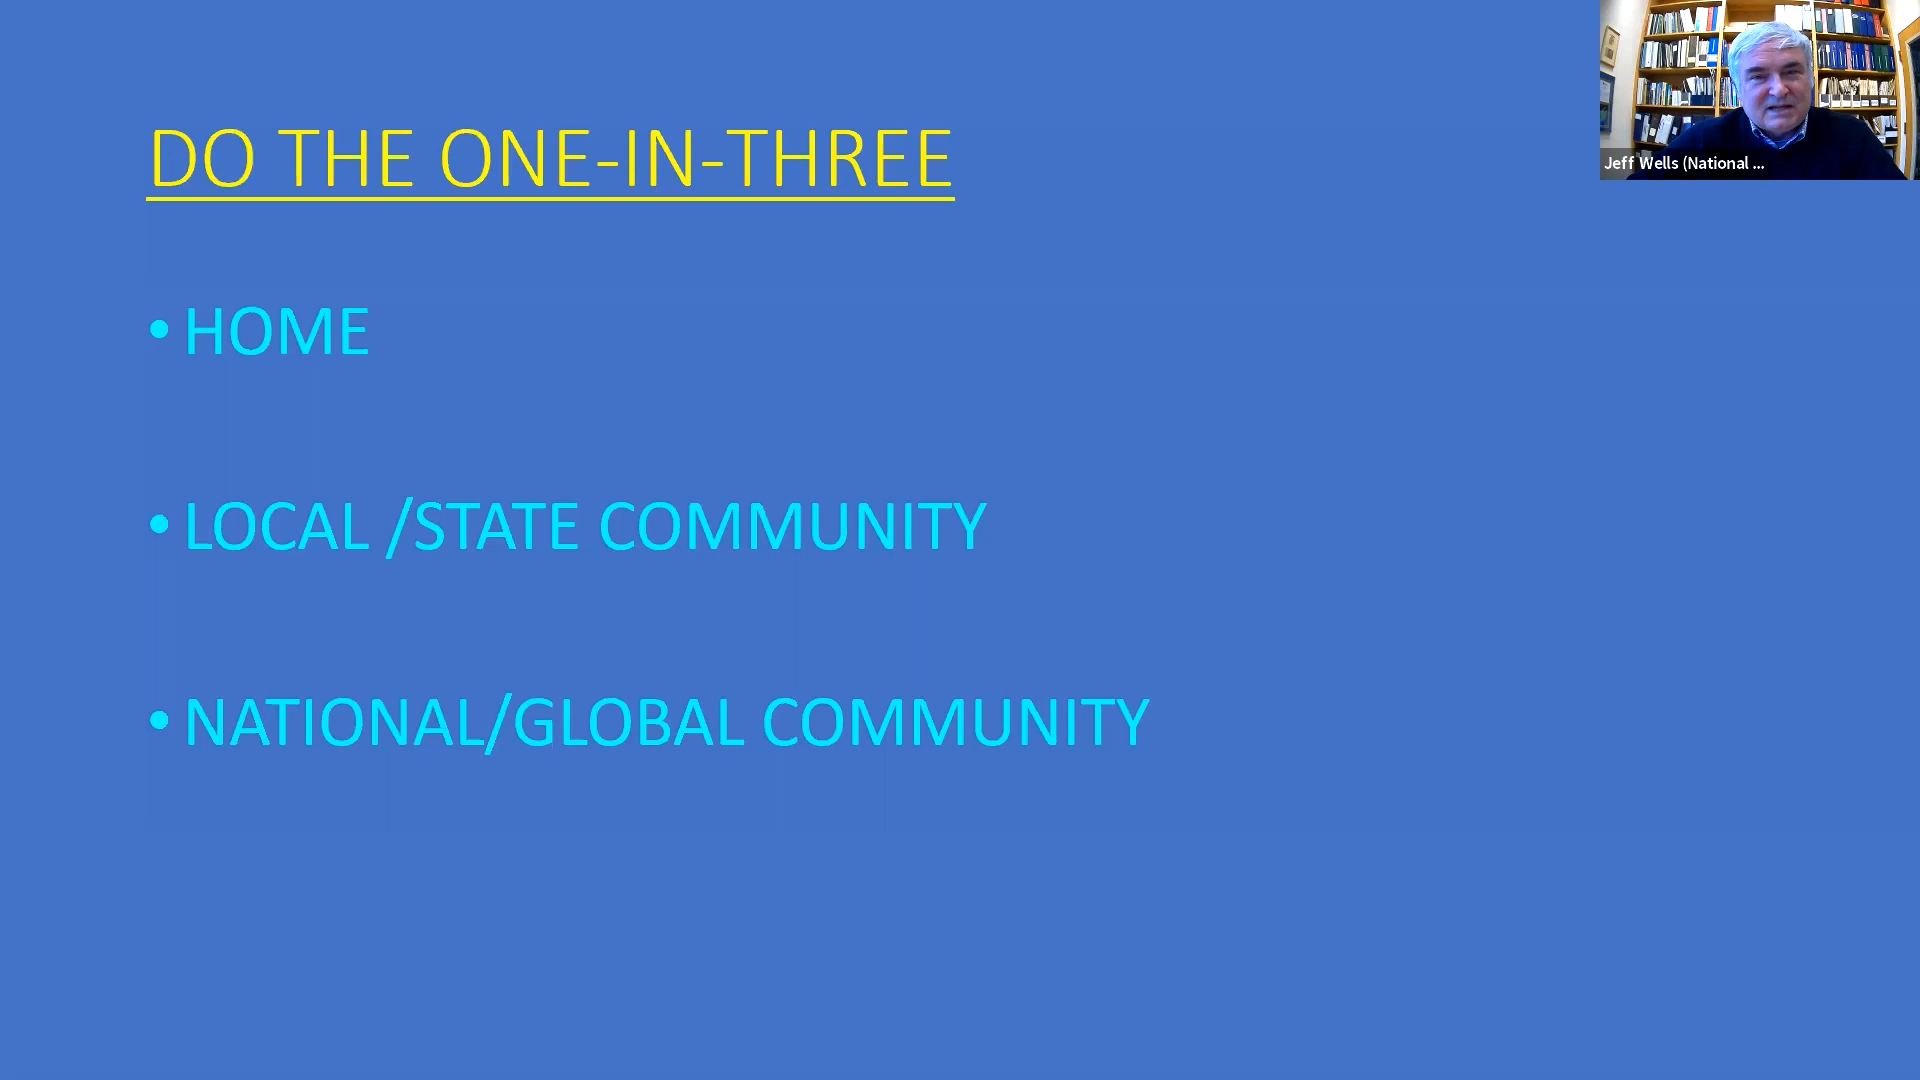 DO THE ONE-IN-THREE
• HOME
• LOCAL /STATE COMMUNITY
• NATIONAL/GLOBAL COMMUNITY
Jeff Wells (National ...